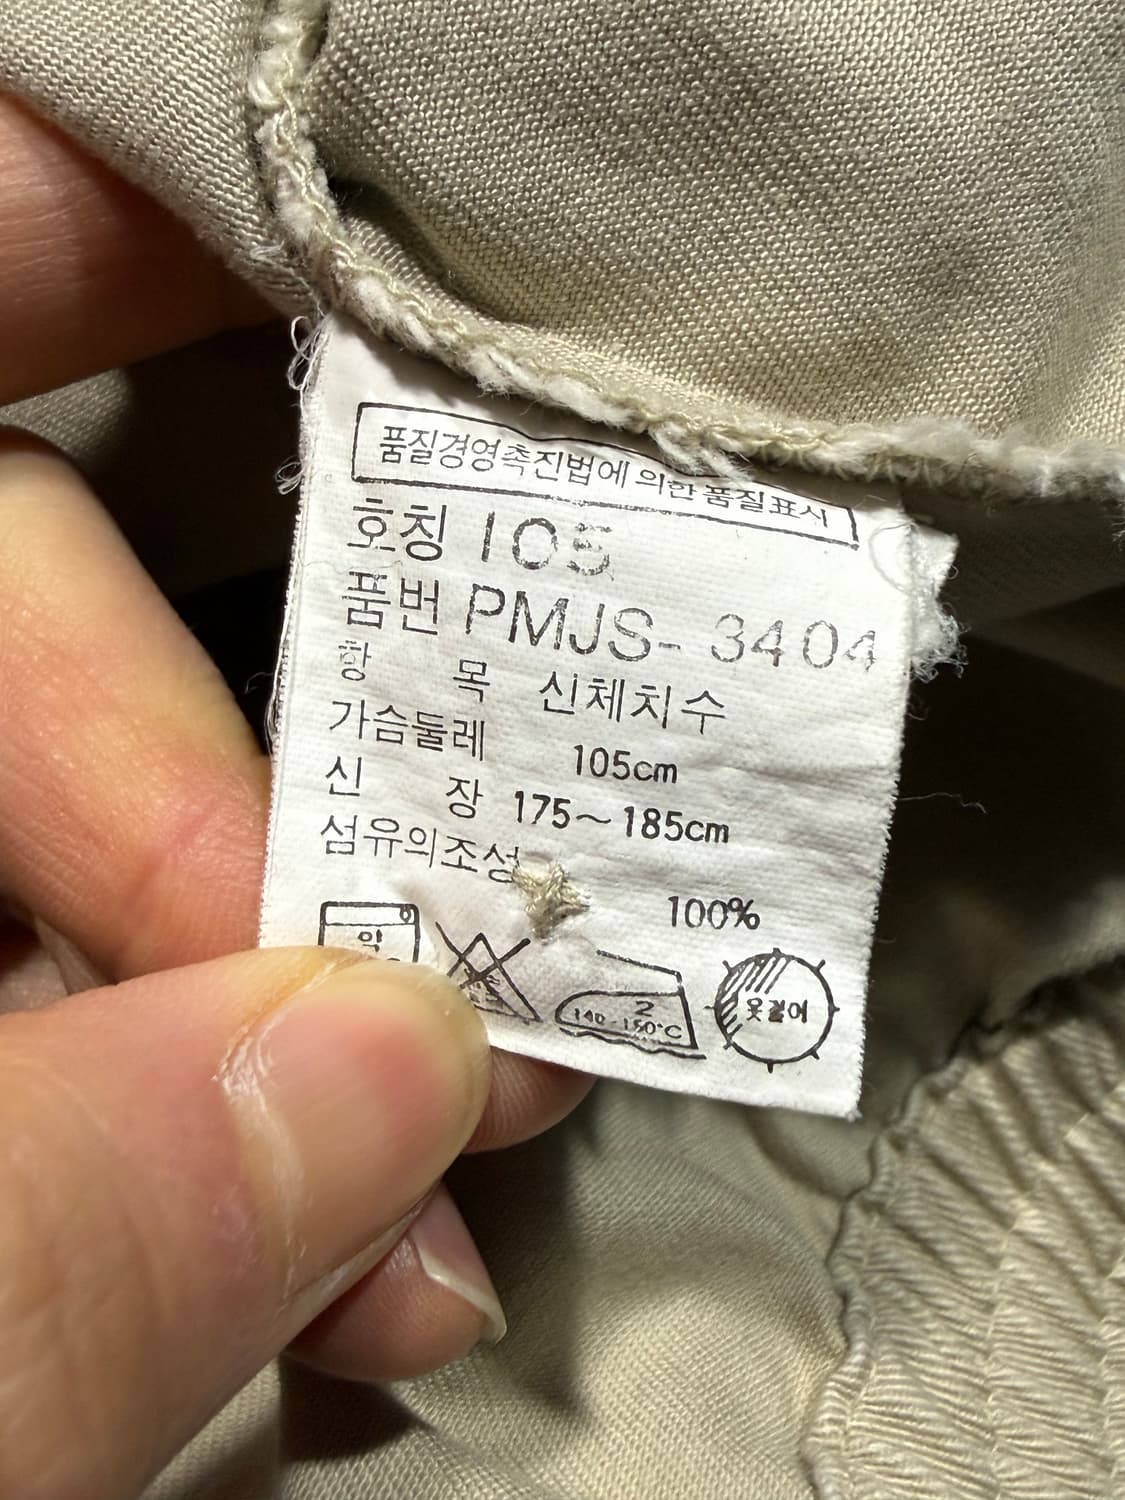 품질경영촉진법에 의한 품질표시
호칭 105
품번 PMJS- 3404
항 목 신체치수
가슴둘레 105cm
신 장 175~185cm
섬유의조성 100%
약
2
140~150°C
옷걸이